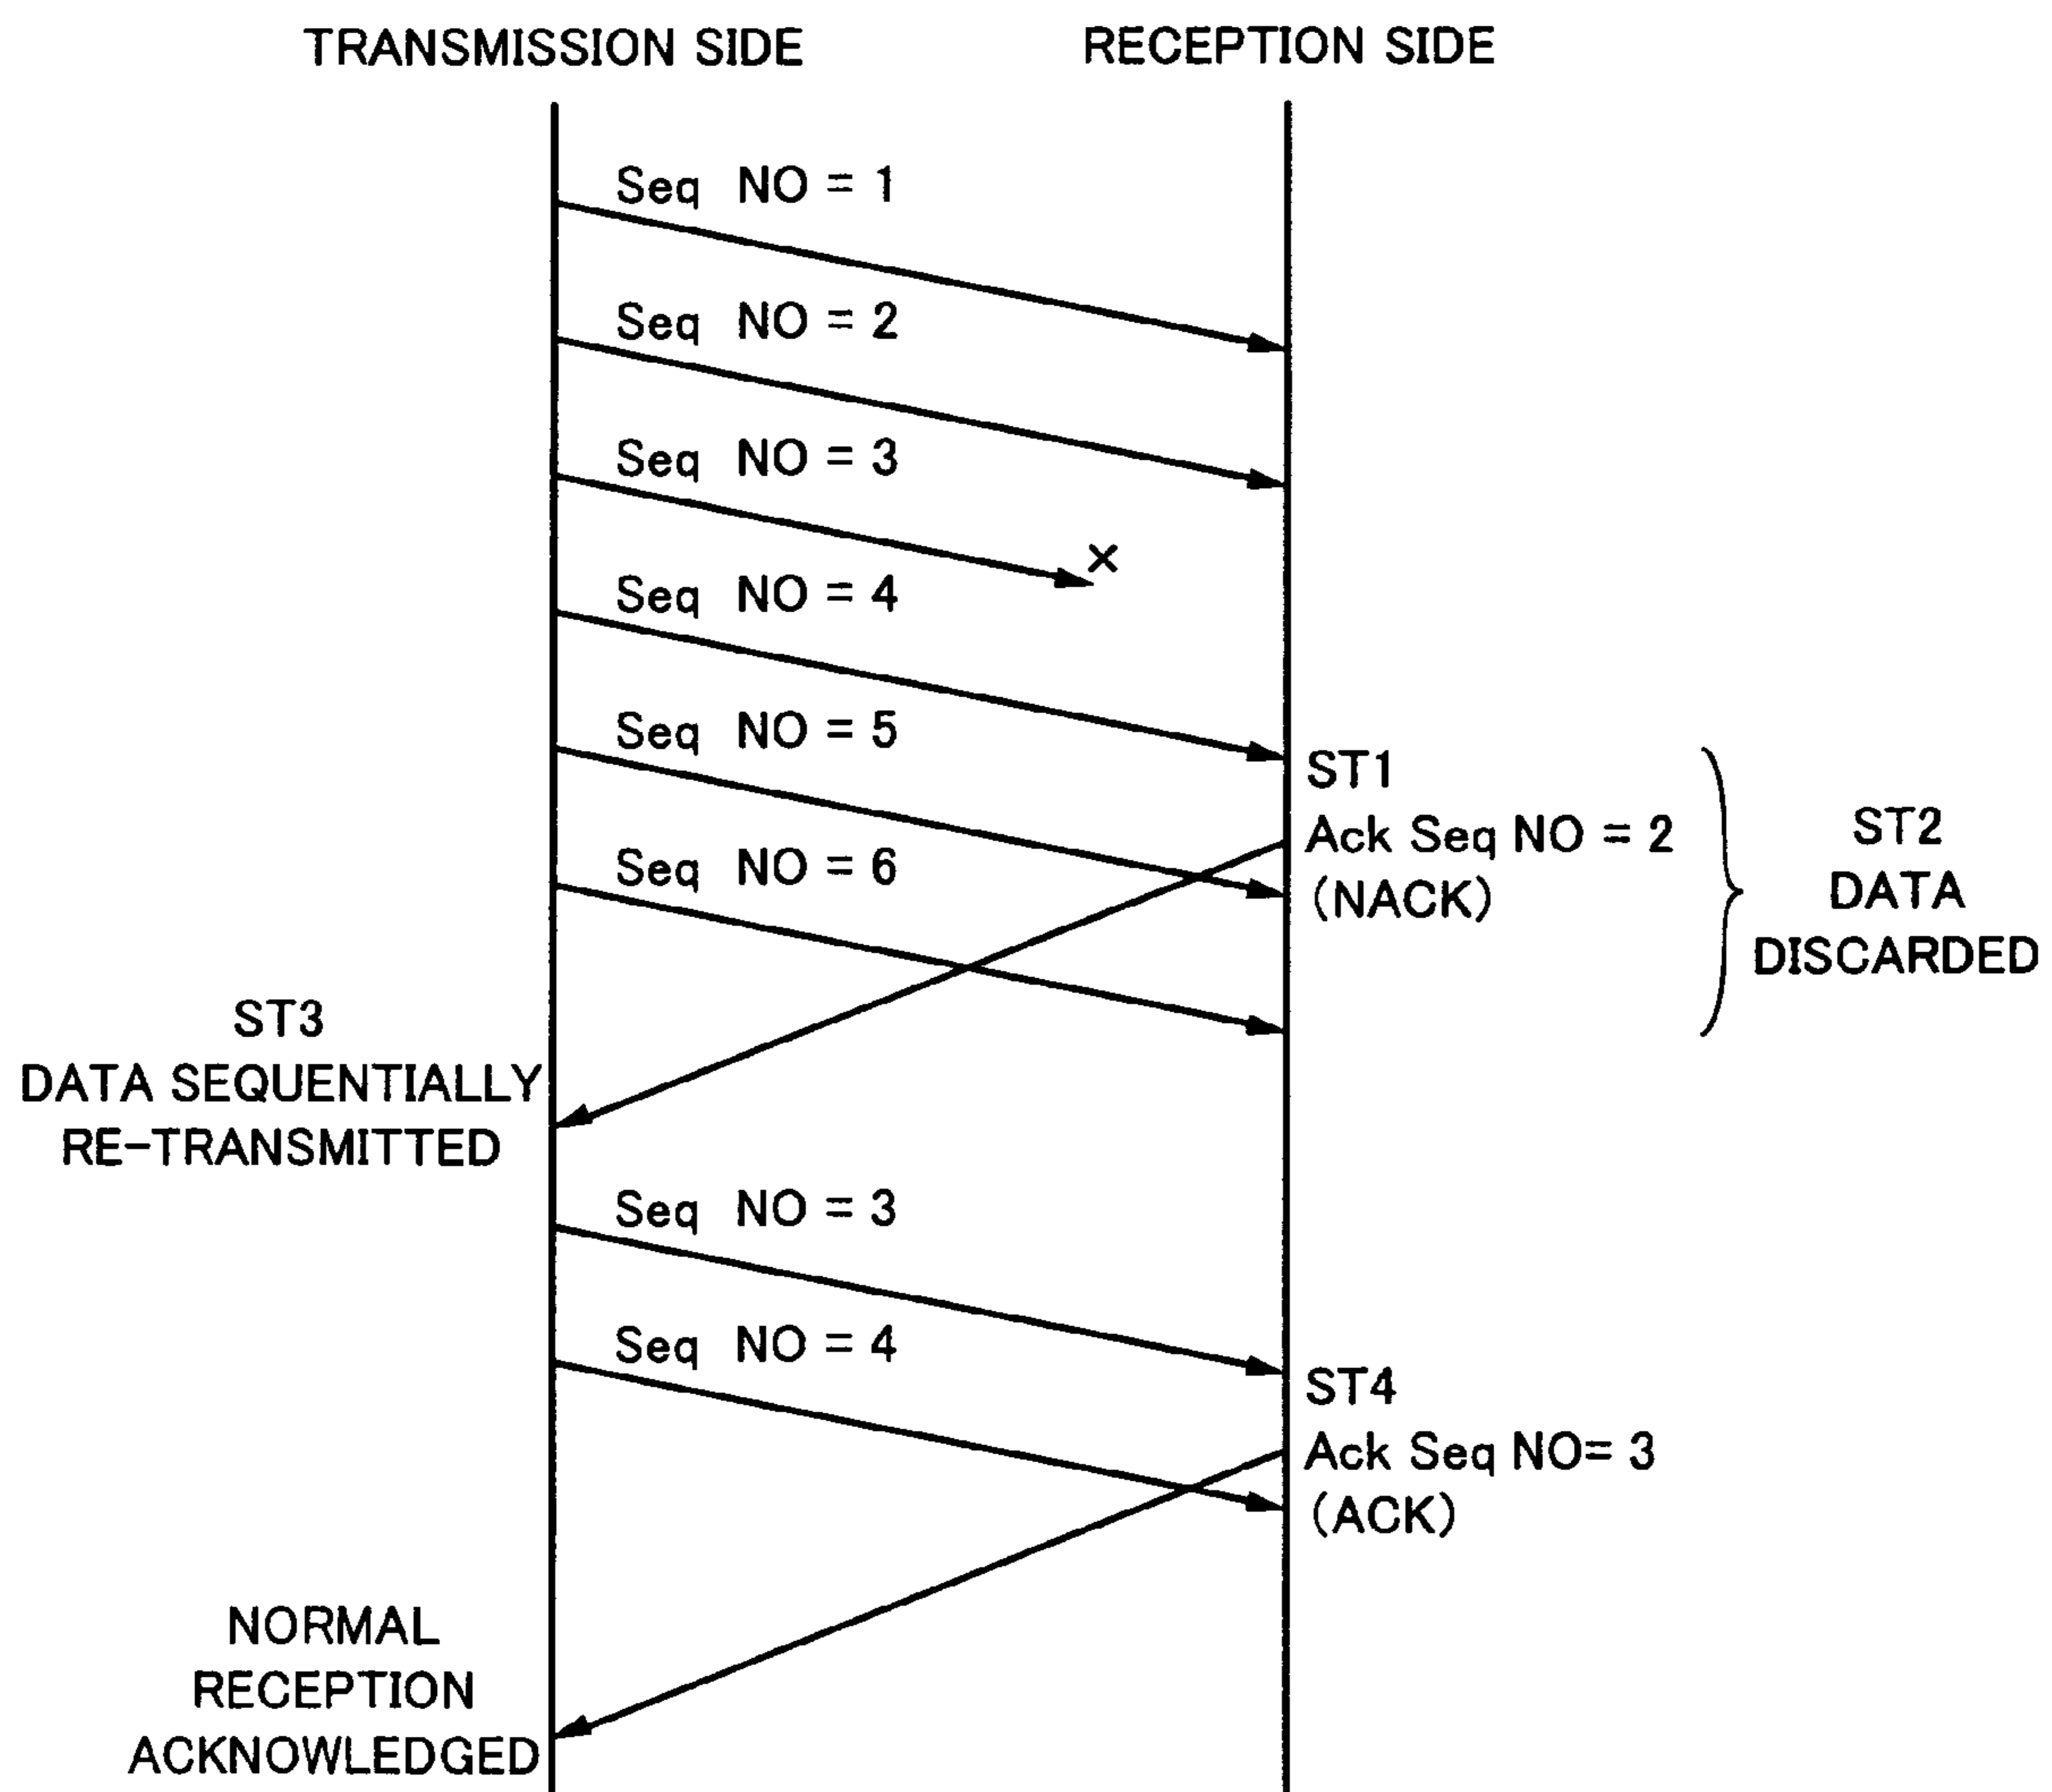 TRANSMISSION SIDE
RECEPTION SIDE
Seq NO = 1
Seq NO = 2
Seq NO = 3
×
Seq NO = 4
Seq NO = 5
ST1
Ack Seq NO = 2
(NACK)
ST2
DATA
DISCARDED
Seq NO = 6
ST3
DATA SEQUENTIALLY
RE-TRANSMITTED
Seq NO = 3
Seq NO = 4
ST4
Ack Seq NO= 3
(ACK)
NORMAL
RECEPTION
ACKNOWLEDGED